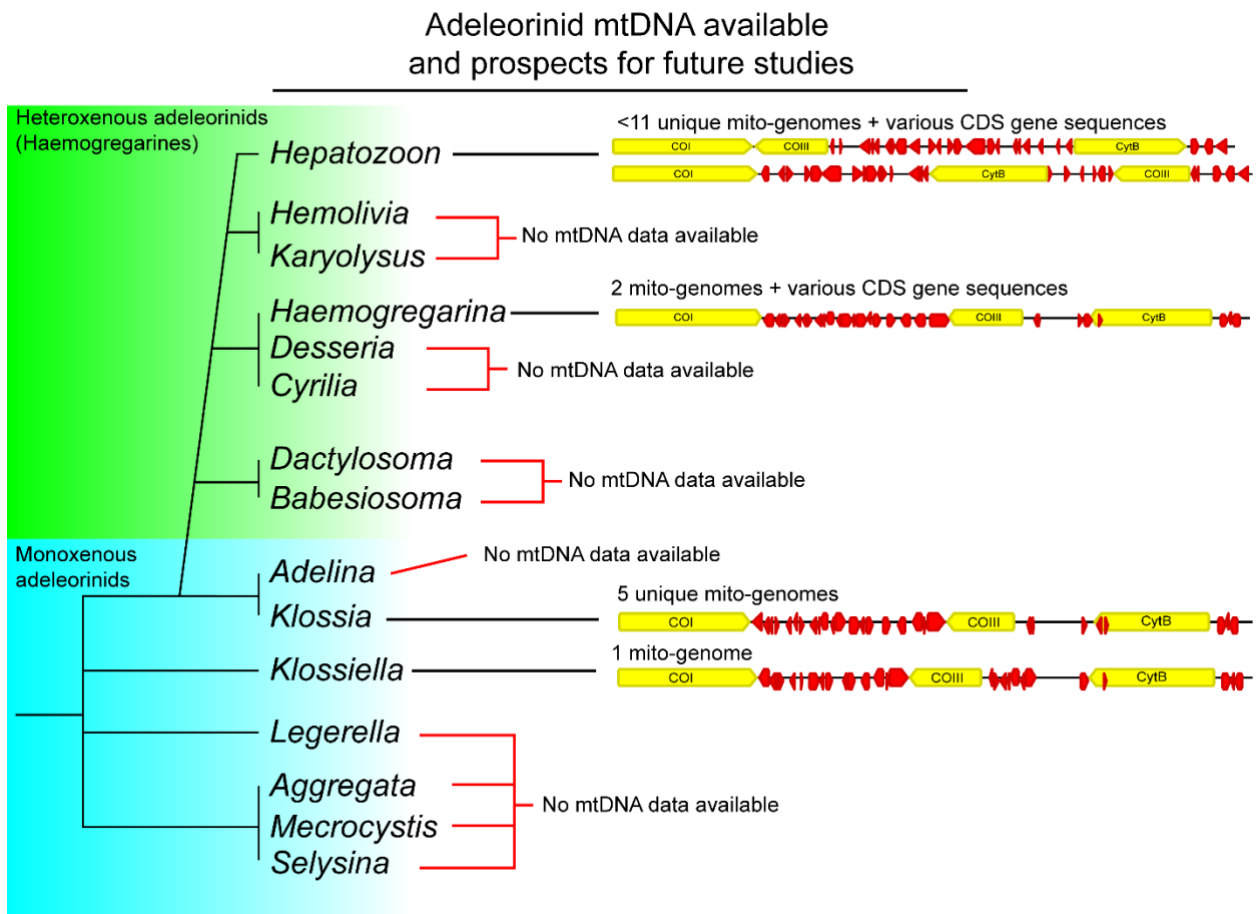 Adeleorinid mtDNA available
and prospects for future studies
Heteroxenous adeleorinids
(Haemogregarines)
<11 unique mito-genomes + various CDS gene sequences
Hepatozoon
COI
COIII
CytB
COI
CytB
COIII
Hemolivia
No mtDNA data available
Karyolysus
2 mito-genomes + various CDS gene sequences
Haemogregarina
COI
COIII
CytB
Desseria
No mtDNA data available
Cyrilia
Dactylosoma
No mtDNA data available
Babesiosoma
Monoxenous
adeleorinids
No mtDNA data available
Adelina
5 unique mito-genomes
Klossia
COI
COIII
CytB
1 mito-genome
Klossiella
COI
COIII
CytB
Legerella
Aggregata
No mtDNA data available
Mecrocystis
Selysina